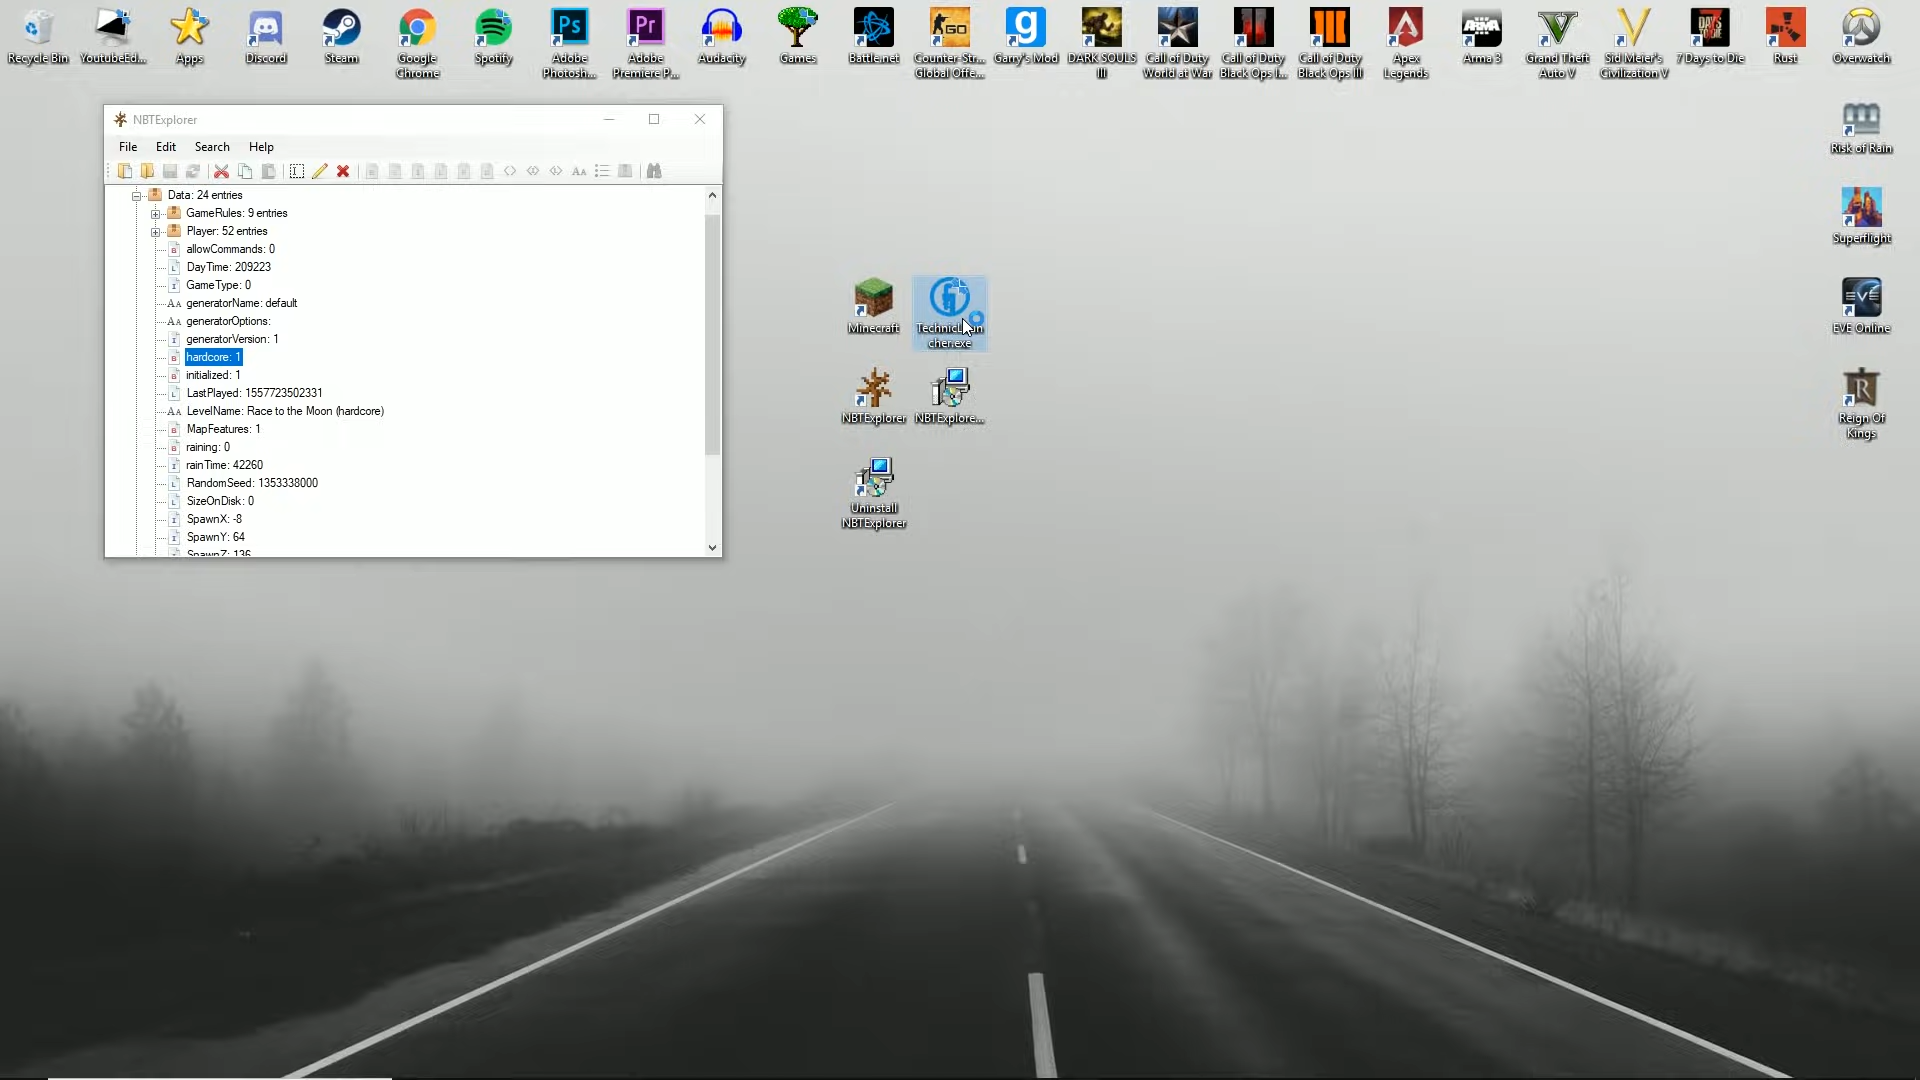 Recycle Bin
YoutubeEd...
Apps
Discord
Steam
Google
Chrome
Spotify
Adobe
Photosh...
Adobe
Premiere P...
Audacity
Games
Battle.net
Counter-Str...
Global Offe...
Garry's Mod
DARK SOULS
III
Call of Duty
World at War
Call of Duty
Black Ops I...
Call of Duty
Black Ops III
Apex
Legends
Arma 3
Grand Theft
Auto V
Sid Meier's
Civilization V
7 Days to Die
Rust
Overwatch
Risk of Rain
Superflight
EVE Online
Reign Of
Kings
NBTExplorer
File Edit Search Help
Data: 24 entries
GameRules: 9 entries
Player: 52 entries
allowCommands: 0
DayTime: 209223
GameType: 0
generatorName: default
generatorOptions:
generatorVersion: 1
hardcore: 1
initialized: 1
LastPlayed: 1557723502331
LevelName: Race to the Moon (hardcore)
MapFeatures: 1
raining: 0
rainTime: 42260
RandomSeed: 1353338000
SizeOnDisk: 0
SpawnX: -8
SpawnY: 64
SpawnZ: 136
Minecraft
cher.exe
NBTExplorer
NBTExplore...
Uninstall
NBTExplorer